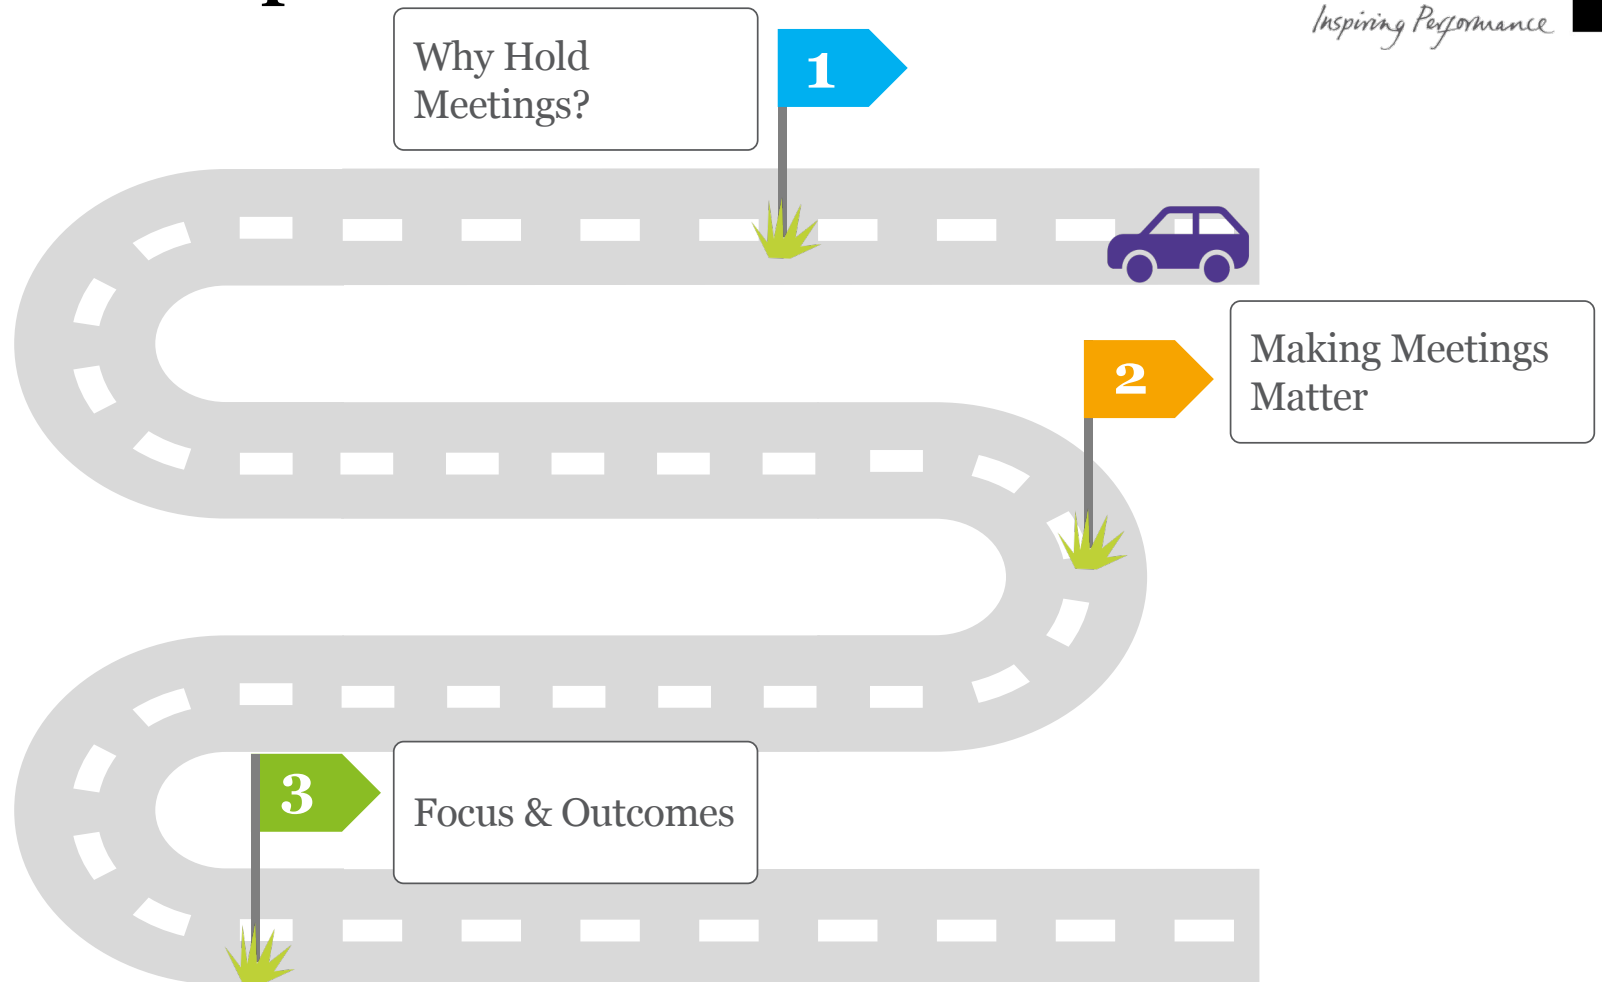 Inspiring Performance
Why Hold
Meetings?
1
2
Making Meetings
Matter
3
Focus & Outcomes